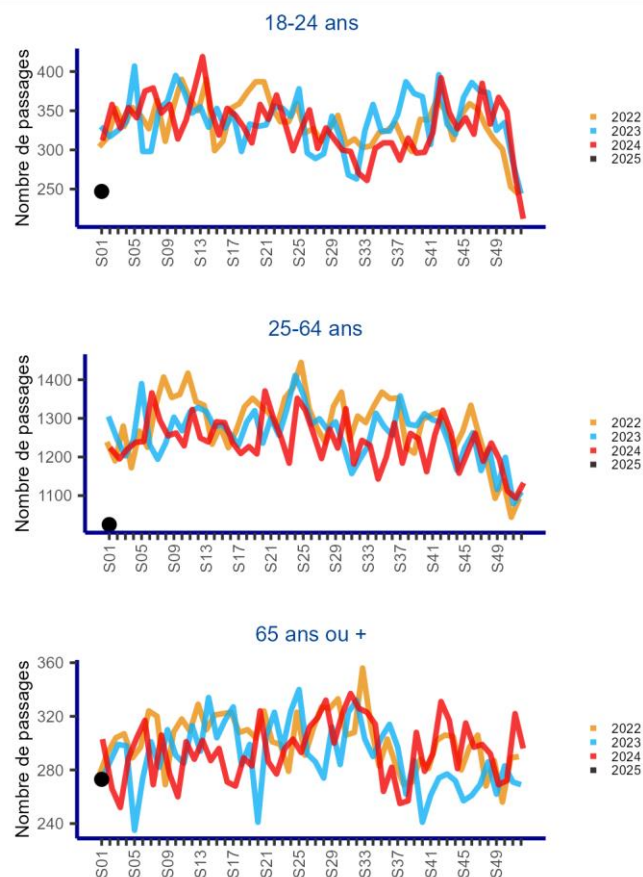 18-24 ans
Nombre de passages
400
350
300
250
S01
S05
S09
S13
S17
S21
S25
S29
S33
S37
S41
S45
S49
2022
2023
2024
2025
25-64 ans
Nombre de passages
1400
1300
1200
1100
S01
S05
S09
S13
S17
S21
S25
S29
S33
S37
S41
S45
S49
2022
2023
2024
2025
65 ans ou +
Nombre de passages
360
320
280
240
S01
S05
S09
S13
S17
S21
S25
S29
S33
S37
S41
S45
S49
2022
2023
2024
2025